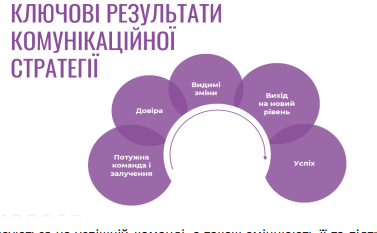 КЛЮЧОВІ РЕЗУЛЬТАТИ
КОМУНІКАЦІЙНОЇ
СТРАТЕГІЇ
Потужна
команда і
залучення
Довіра
Видимі
зміни
Вихід
на новий
рівень
Успіх